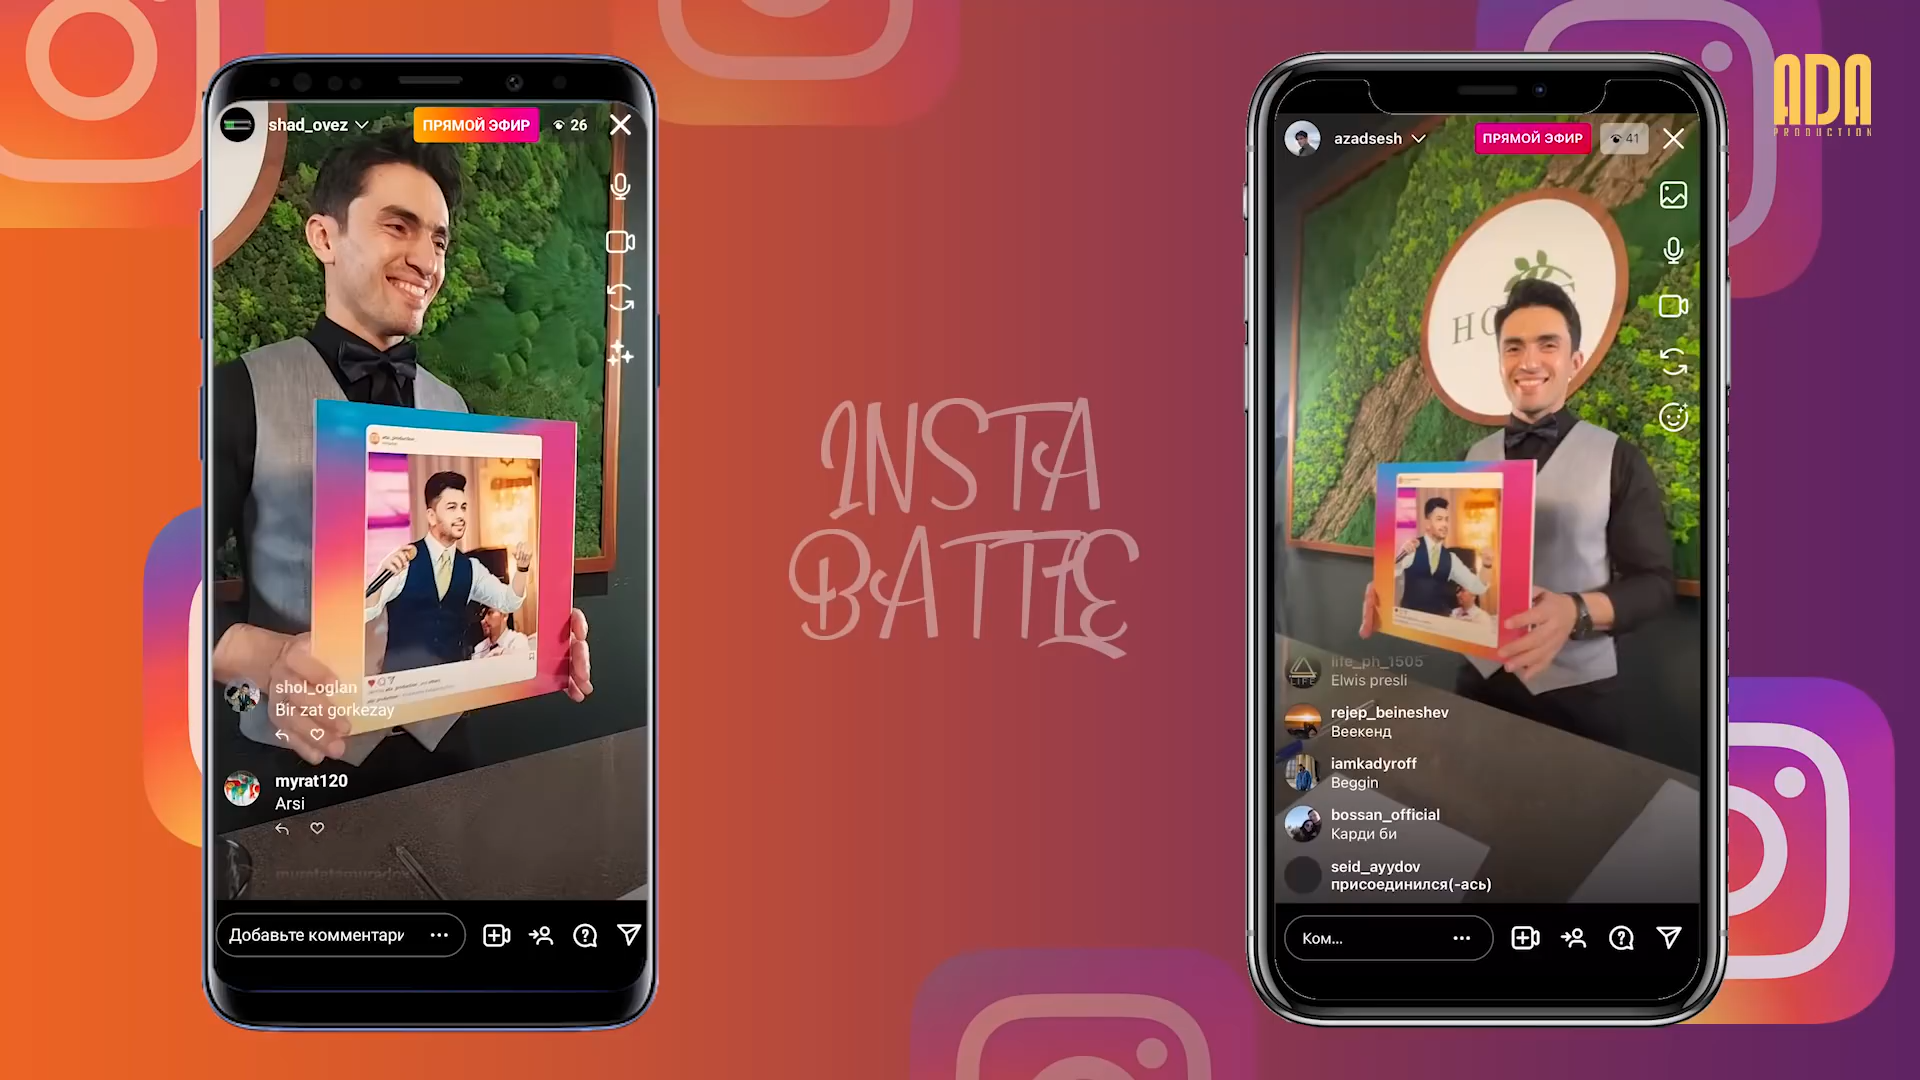 shad_ovez
ПРЯМОЙ ЭФИР
26
shol_oglan
Bir zat gorkezay
myrat120
Arsi
Добавьте комментари
INSTA
BATTLE
azadsesh
ПРЯМОЙ ЭФИР
41
life_ph_1505
Elwis presli
rejep_beineshev
Веекенд
iamkadyroff
Beggin
bossan_official
Карди би
seid_ayydov
присоединился(-ась)
Ком...
ADA
PRODUCTION
LIFE